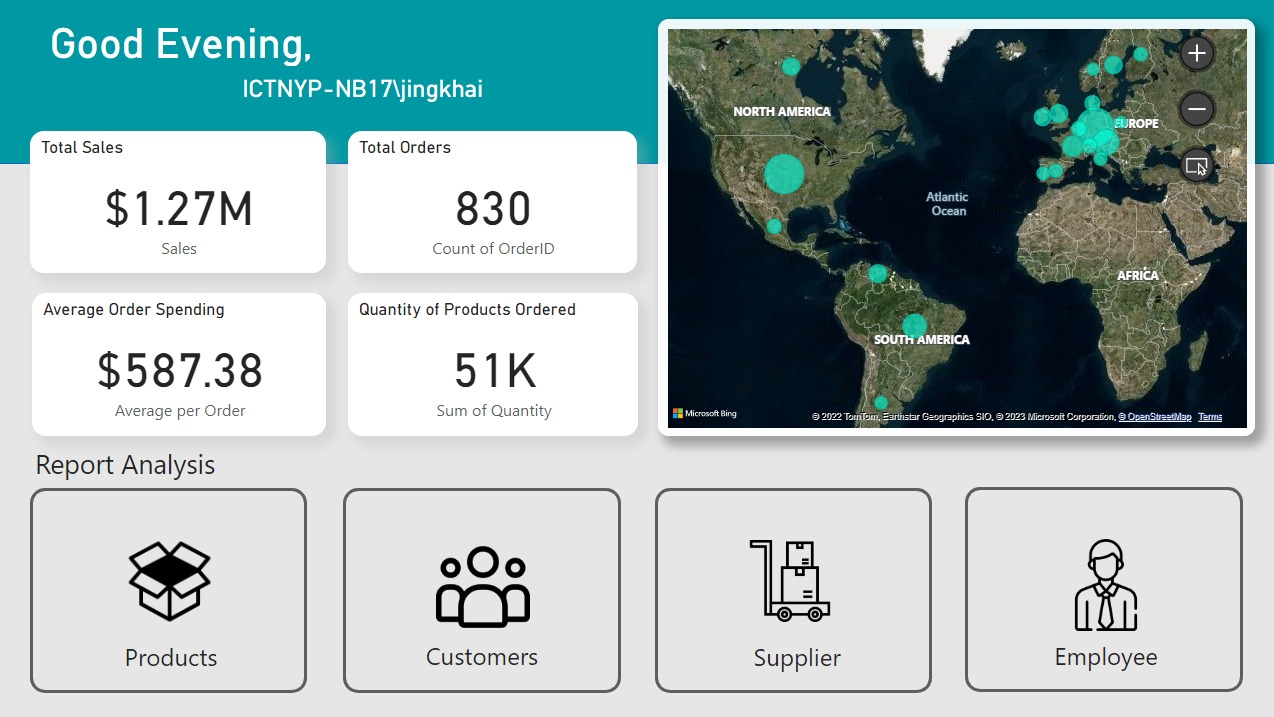 Good Evening,
ICTNYP-NB17\jingkhai
Total Sales
$1.27M
Sales
Total Orders
830
Count of OrderID
Average Order Spending
$587.38
Average per Order
Quantity of Products Ordered
51K
Sum of Quantity
NORTH AMERICA
EUROPE
Atlantic
Ocean
AFRICA
SOUTH AMERICA
Microsoft Bing
© 2022 TomTom, Earthstar Geographics SIO, © 2023 Microsoft Corporation, © OpenStreetMap Terms
Report Analysis
Products
Customers
Supplier
Employee